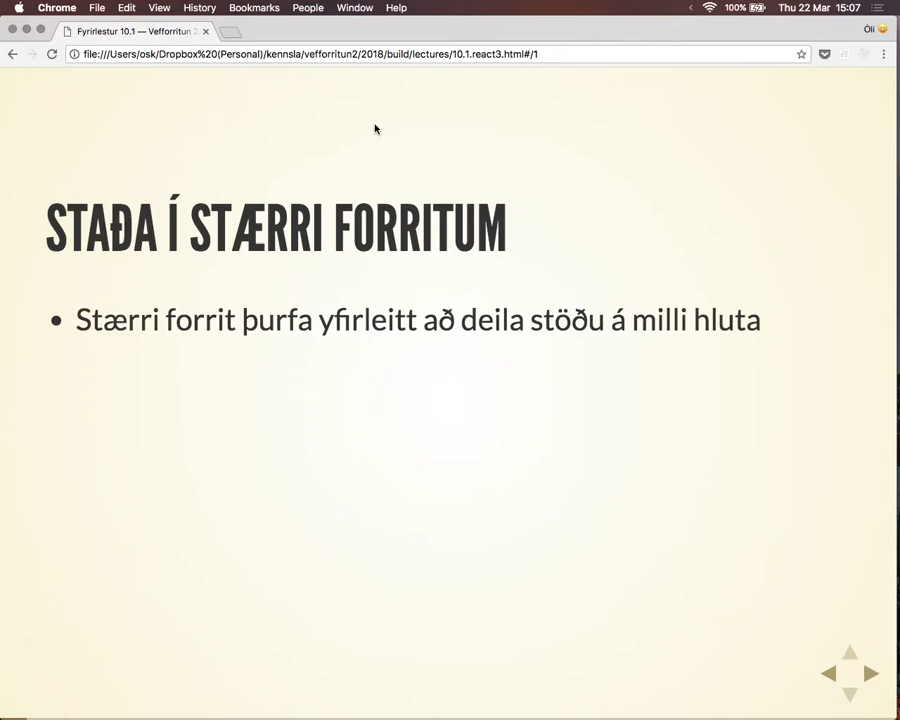 Chrome File Edit View History Bookmarks People Window Help 100% Thu 22 Mar 15:07
Fyrirlestur 10.1 — Vefforritun 2 Óli
file:///Users/osk/Dropbox%20(Personal)/kennsla/vefforritun2/2018/build/lectures/10.1.react3.html#/1
STAÐA Í STÆRRI FORRITUM
• Stærri forrit þurfa yfirleitt að deila stöðu á milli hluta